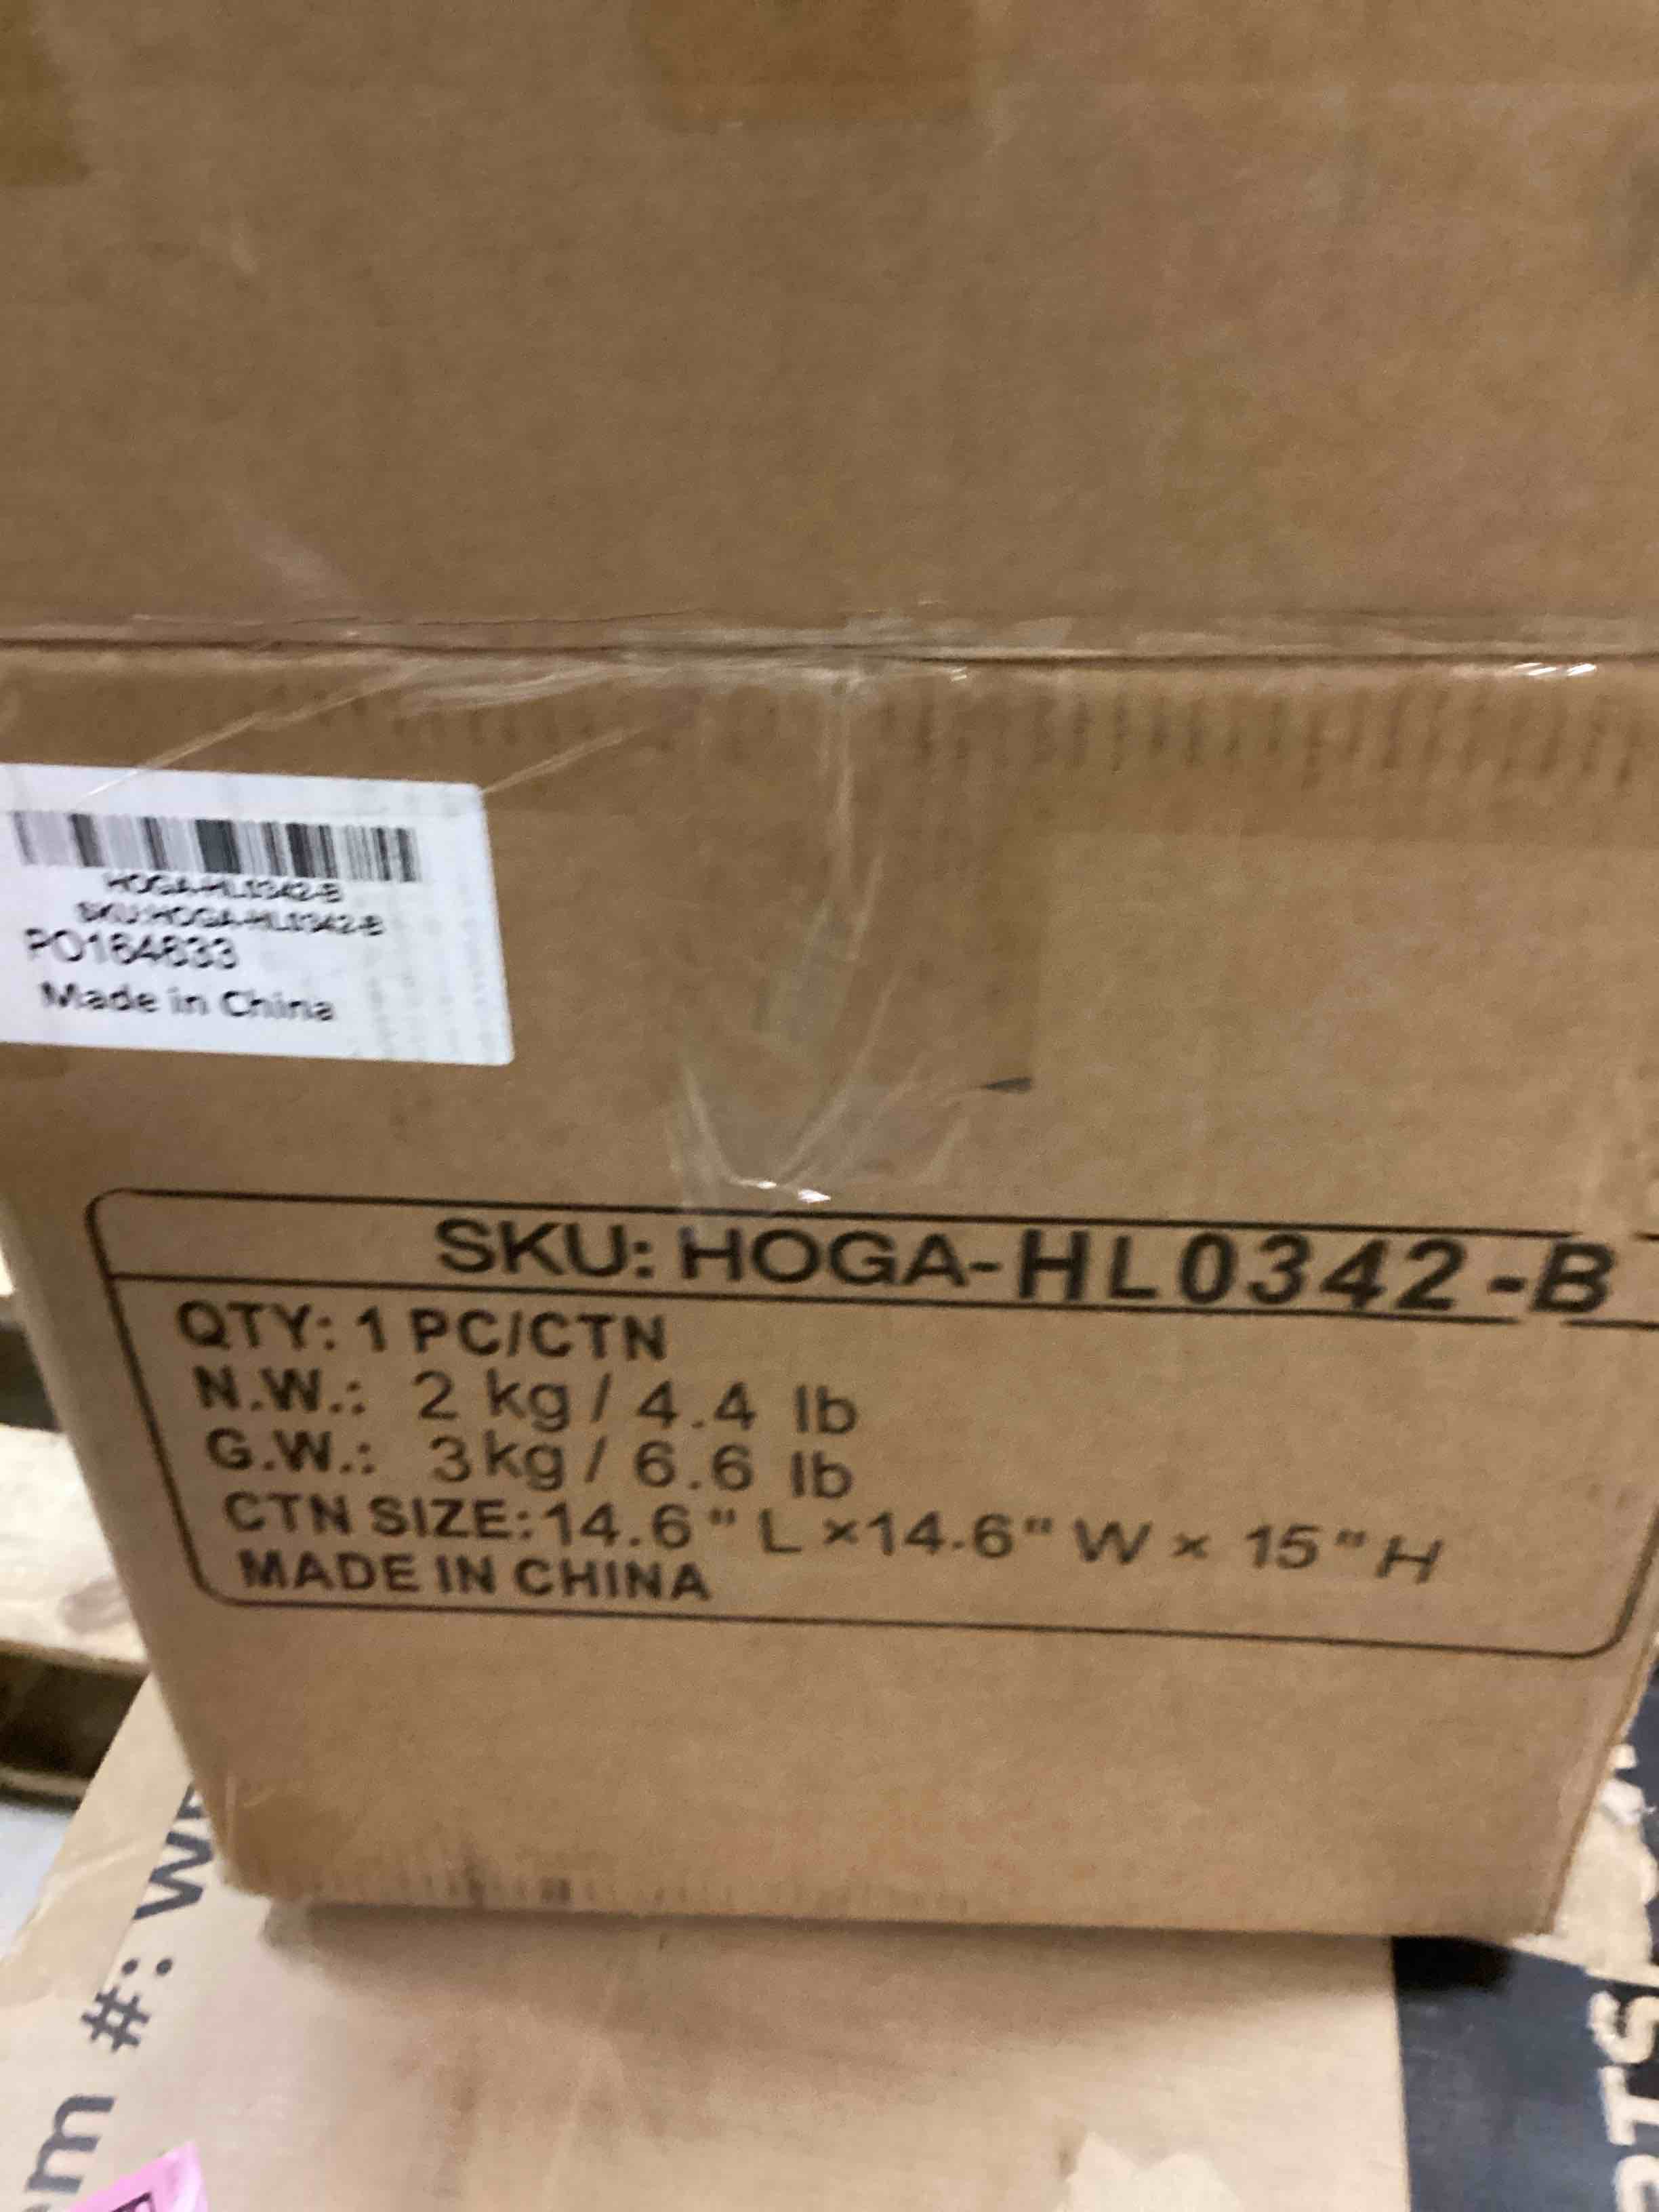 HOGA-HL0342-B
SKU:HOGA-HL0342-B
PO164633
Made in China
SKU: HOGA-HL0342-B
QTY: 1 PC/CTN
N.W.: 2 kg / 4.4 lb
G.W.: 3kg / 6.6 lb
CTN SIZE: 14.6" L ×14.6" W × 15" H
MADE IN CHINA
#: